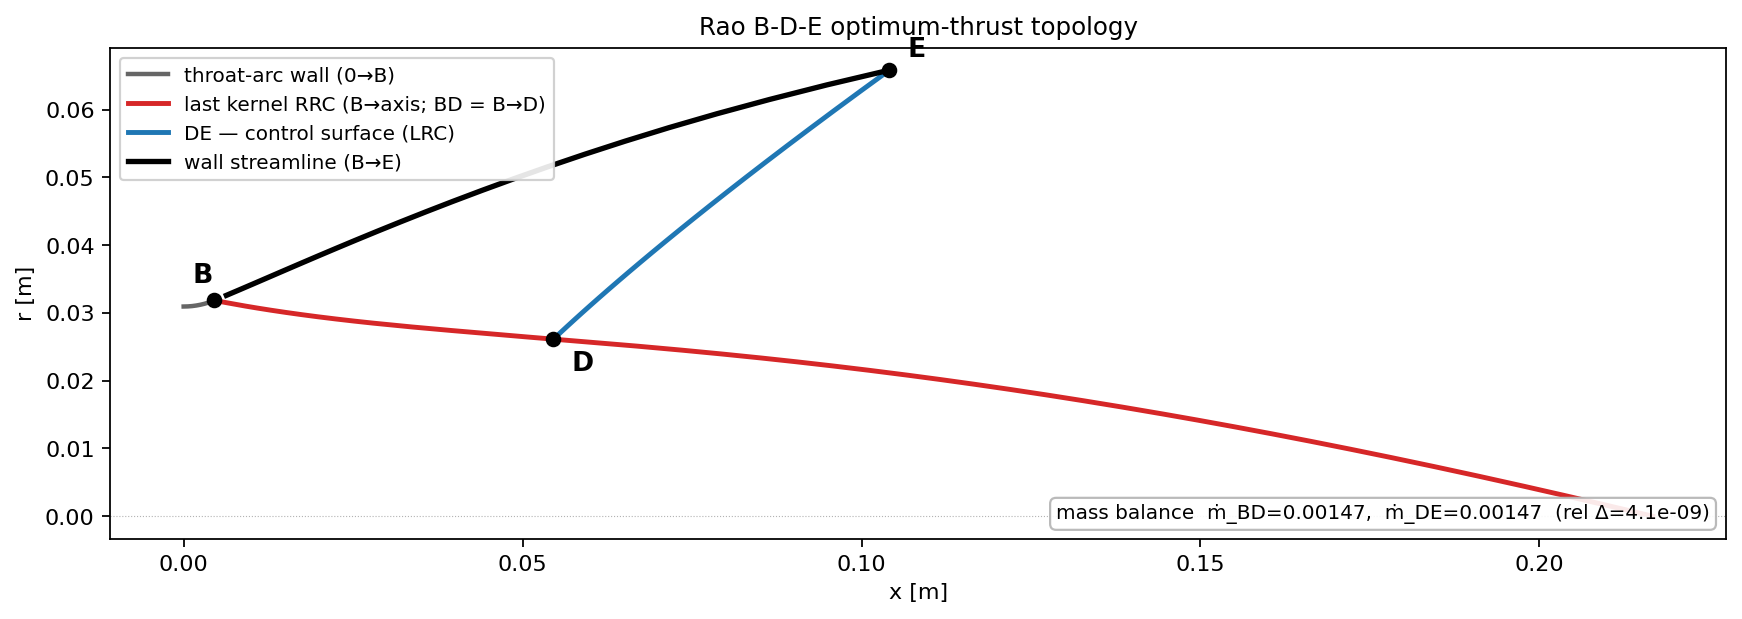 Rao B-D-E optimum-thrust topology
E
throat-arc wall (0→B)
last kernel RRC (B→axis; BD = B→D)
DE — control surface (LRC)
wall streamline (B→E)
B
D
r [m]
0.06
0.05
0.04
0.03
0.02
0.01
0.00
mass balance  ṁ_BD=0.00147,  ṁ_DE=0.00147  (rel Δ=4.1e-09)
0.00 0.05 0.10 0.15 0.20
x [m]